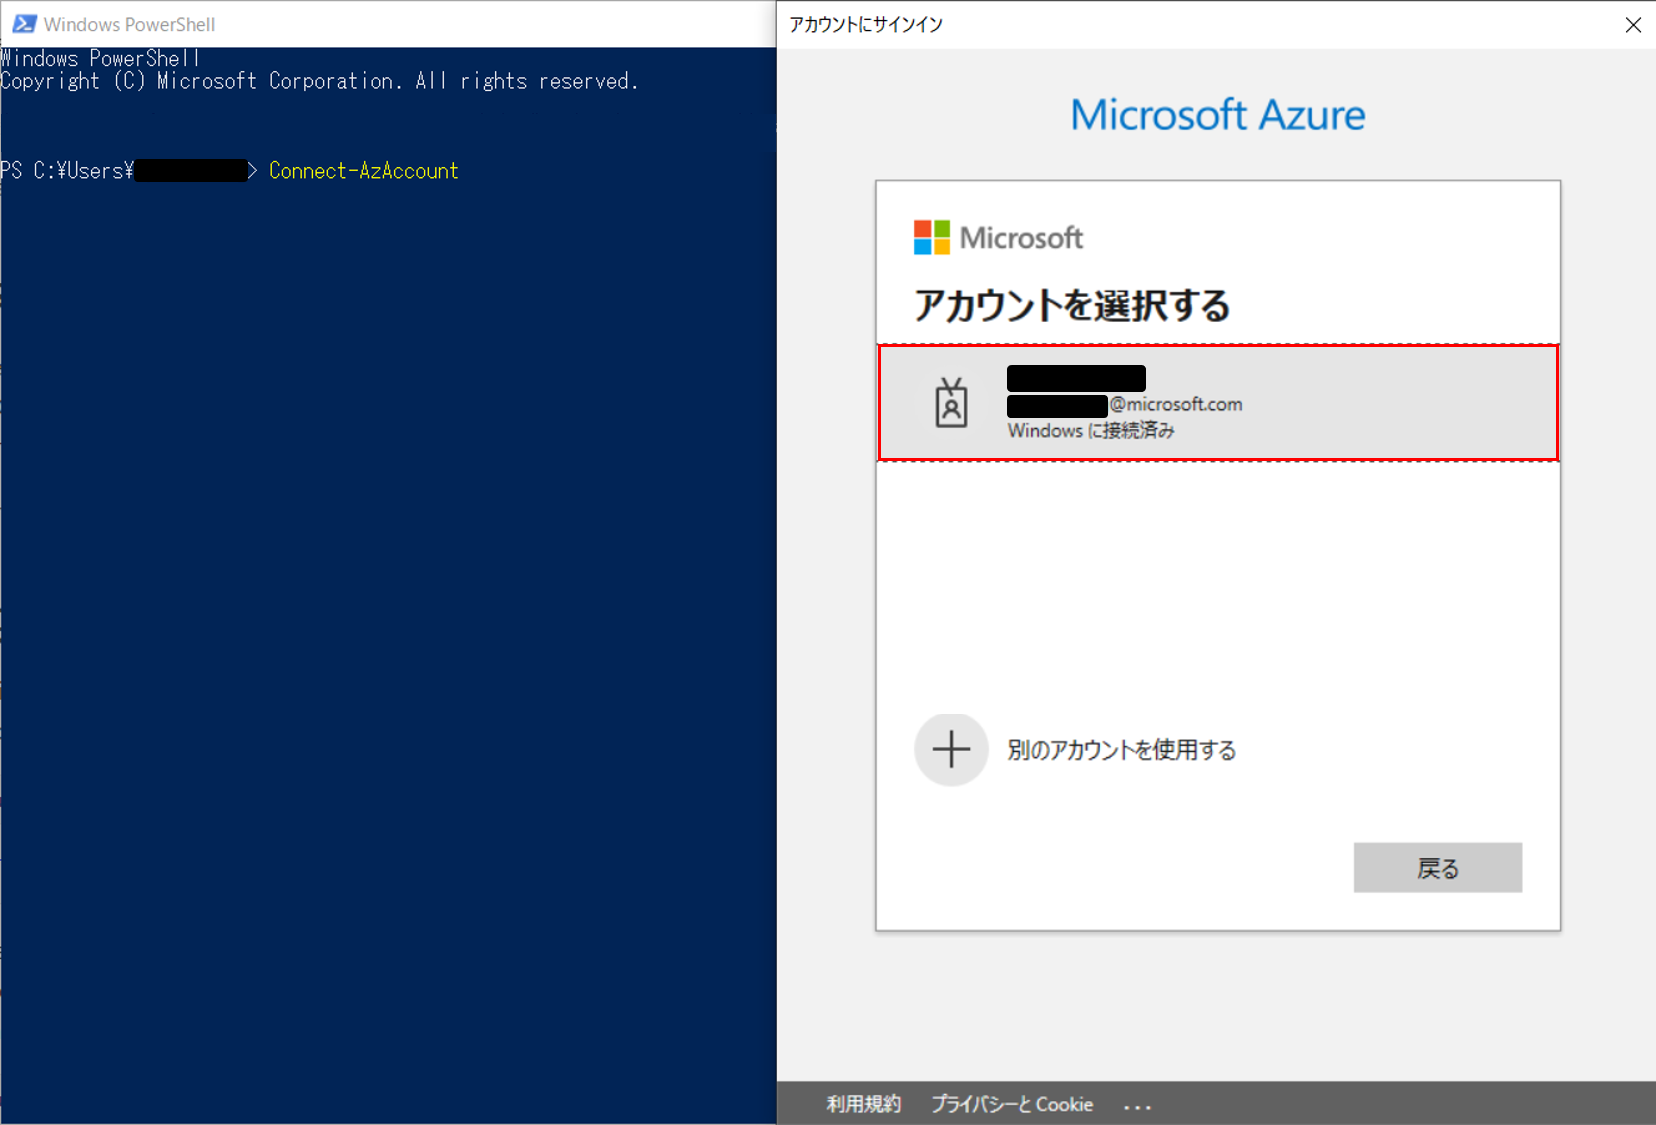 Windows PowerShell
Windows PowerShell
Copyright (C) Microsoft Corporation. All rights reserved.
PS C:¥Users¥> Connect-AzAccount
アカウントにサインイン
Microsoft Azure
Microsoft
アカウントを選択する
@microsoft.com
Windows に接続済み
別のアカウントを使用する
戻る
利用規約 プライバシーと Cookie ...